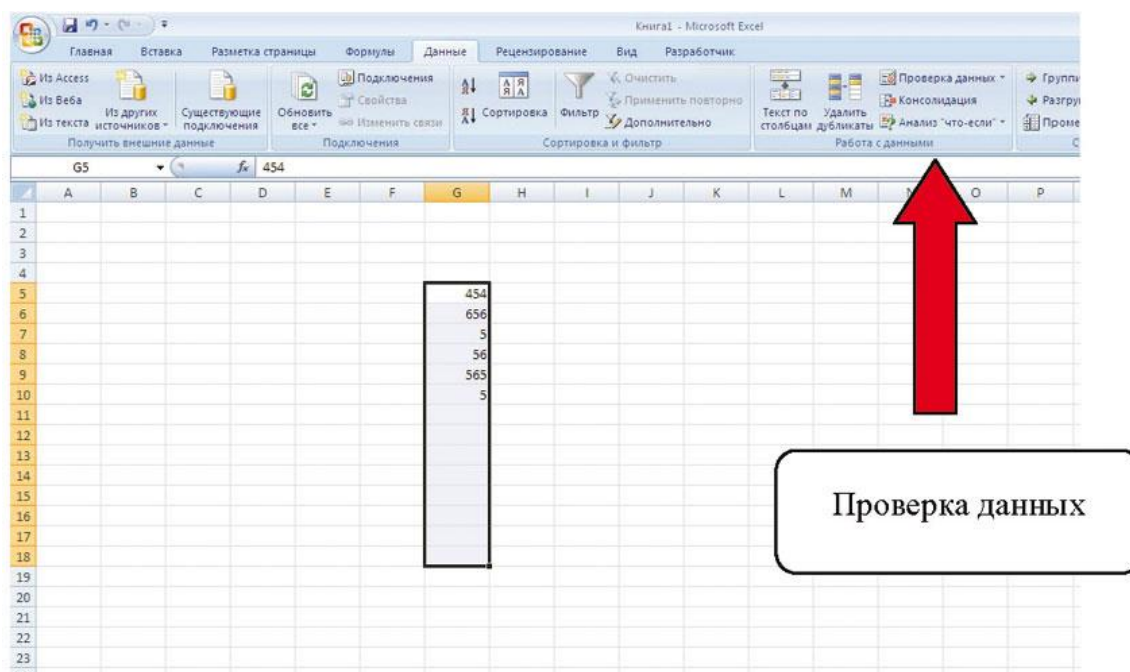 Книга1 - Microsoft Excel
Главная Вставка Разметка страницы Формулы Данные Рецензирование Вид Разработчик
Из Access
Из Веба
Из текста
Из других источников
Существующие подключения
Получить внешние данные
Обновить все
Подключения
Свойства
Изменить связи
Подключения
Сортировка
Фильтр
Очистить
Применить повторно
Дополнительно
Сортировка и фильтр
Текст по столбцам
Удалить дубликаты
Проверка данных
Консолидация
Анализ "что-если"
Работа с данными
G5 fx 454
A B C D E F G H I J K L M N O P
1
2
3
4
5 454
6 656
7 5
8 56
9 565
10 5
11
12
13
14
15
16
17
18
19
20
21
22
23
Проверка данных